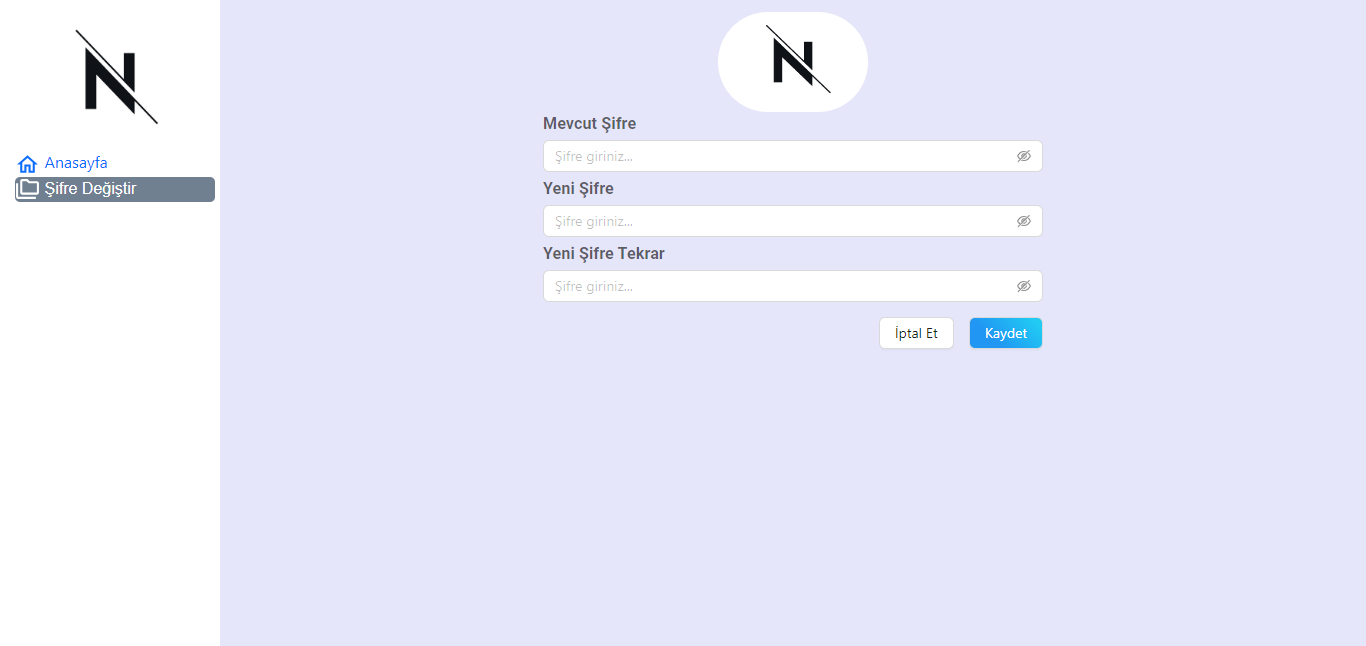 N
Anasayfa
Şifre Değiştir
N
Mevcut Şifre
Şifre giriniz...
Yeni Şifre
Şifre giriniz...
Yeni Şifre Tekrar
Şifre giriniz...
İptal Et
Kaydet